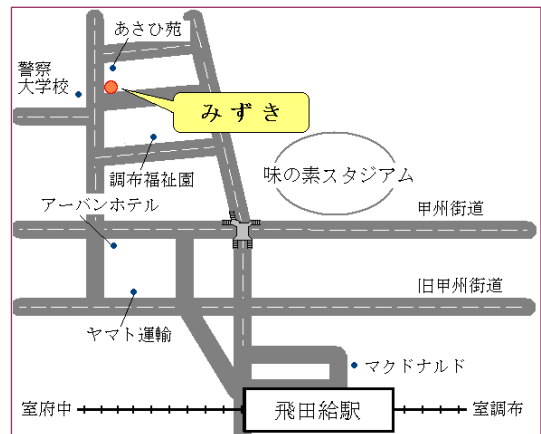 あさひ苑
警察
大学校
みずき
調布福祉園
味の素スタジアム
アーバンホテル
甲州街道
旧甲州街道
ヤマト運輸
マクドナルド
室府中
飛田給駅
室調布